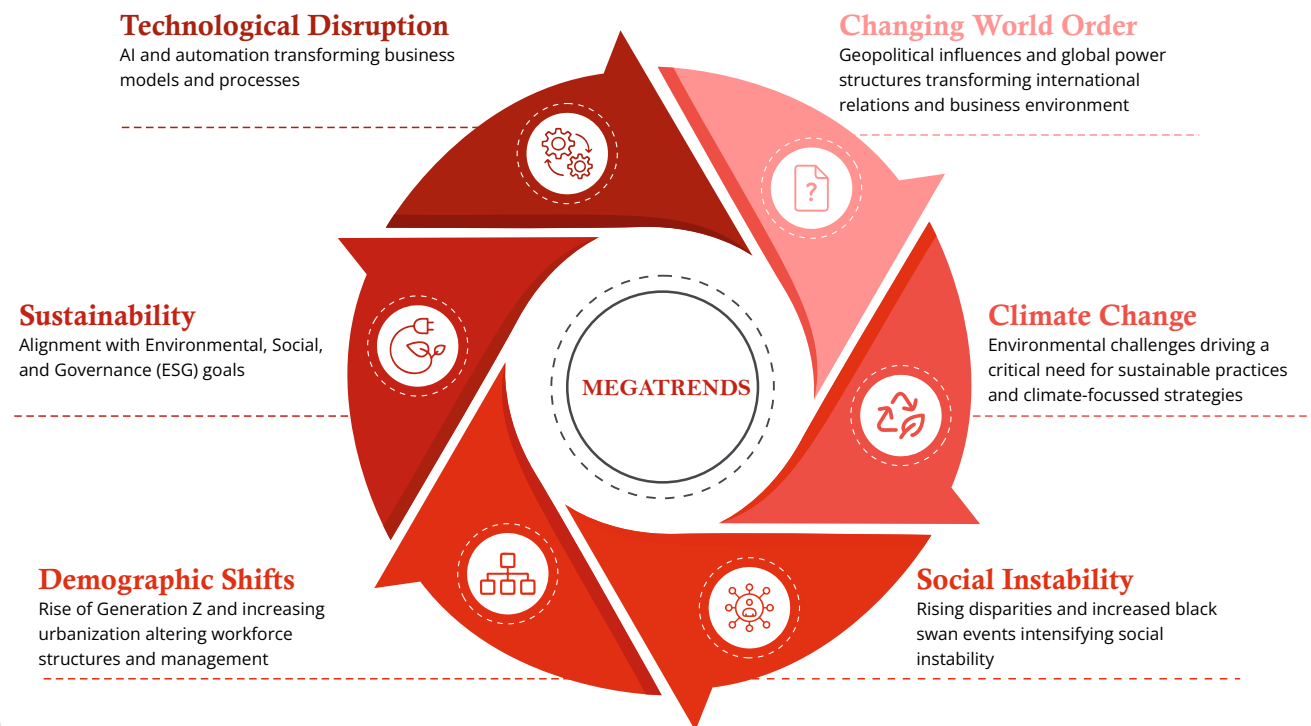 Technological Disruption
AI and automation transforming business
models and processes
Changing World Order
Geopolitical influences and global power
structures transforming international
relations and business environment
?
Sustainability
Alignment with Environmental, Social,
and Governance (ESG) goals
MEGATRENDS
Climate Change
Environmental challenges driving a
critical need for sustainable practices
and climate-focussed strategies
Demographic Shifts
Rise of Generation Z and increasing
urbanization altering workforce
structures and management
Social Instability
Rising disparities and increased black
swan events intensifying social
instability